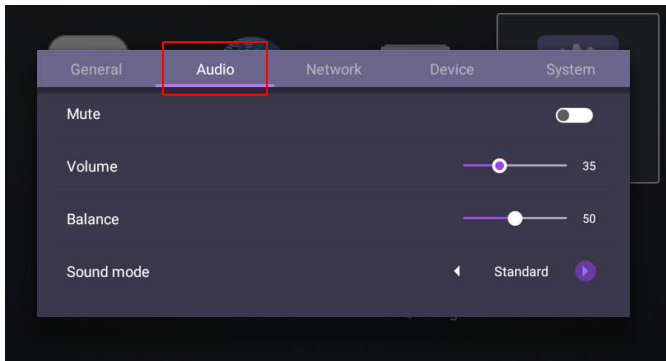 General Audio Network Device System
Mute
Volume 35
Balance 50
Sound mode Standard